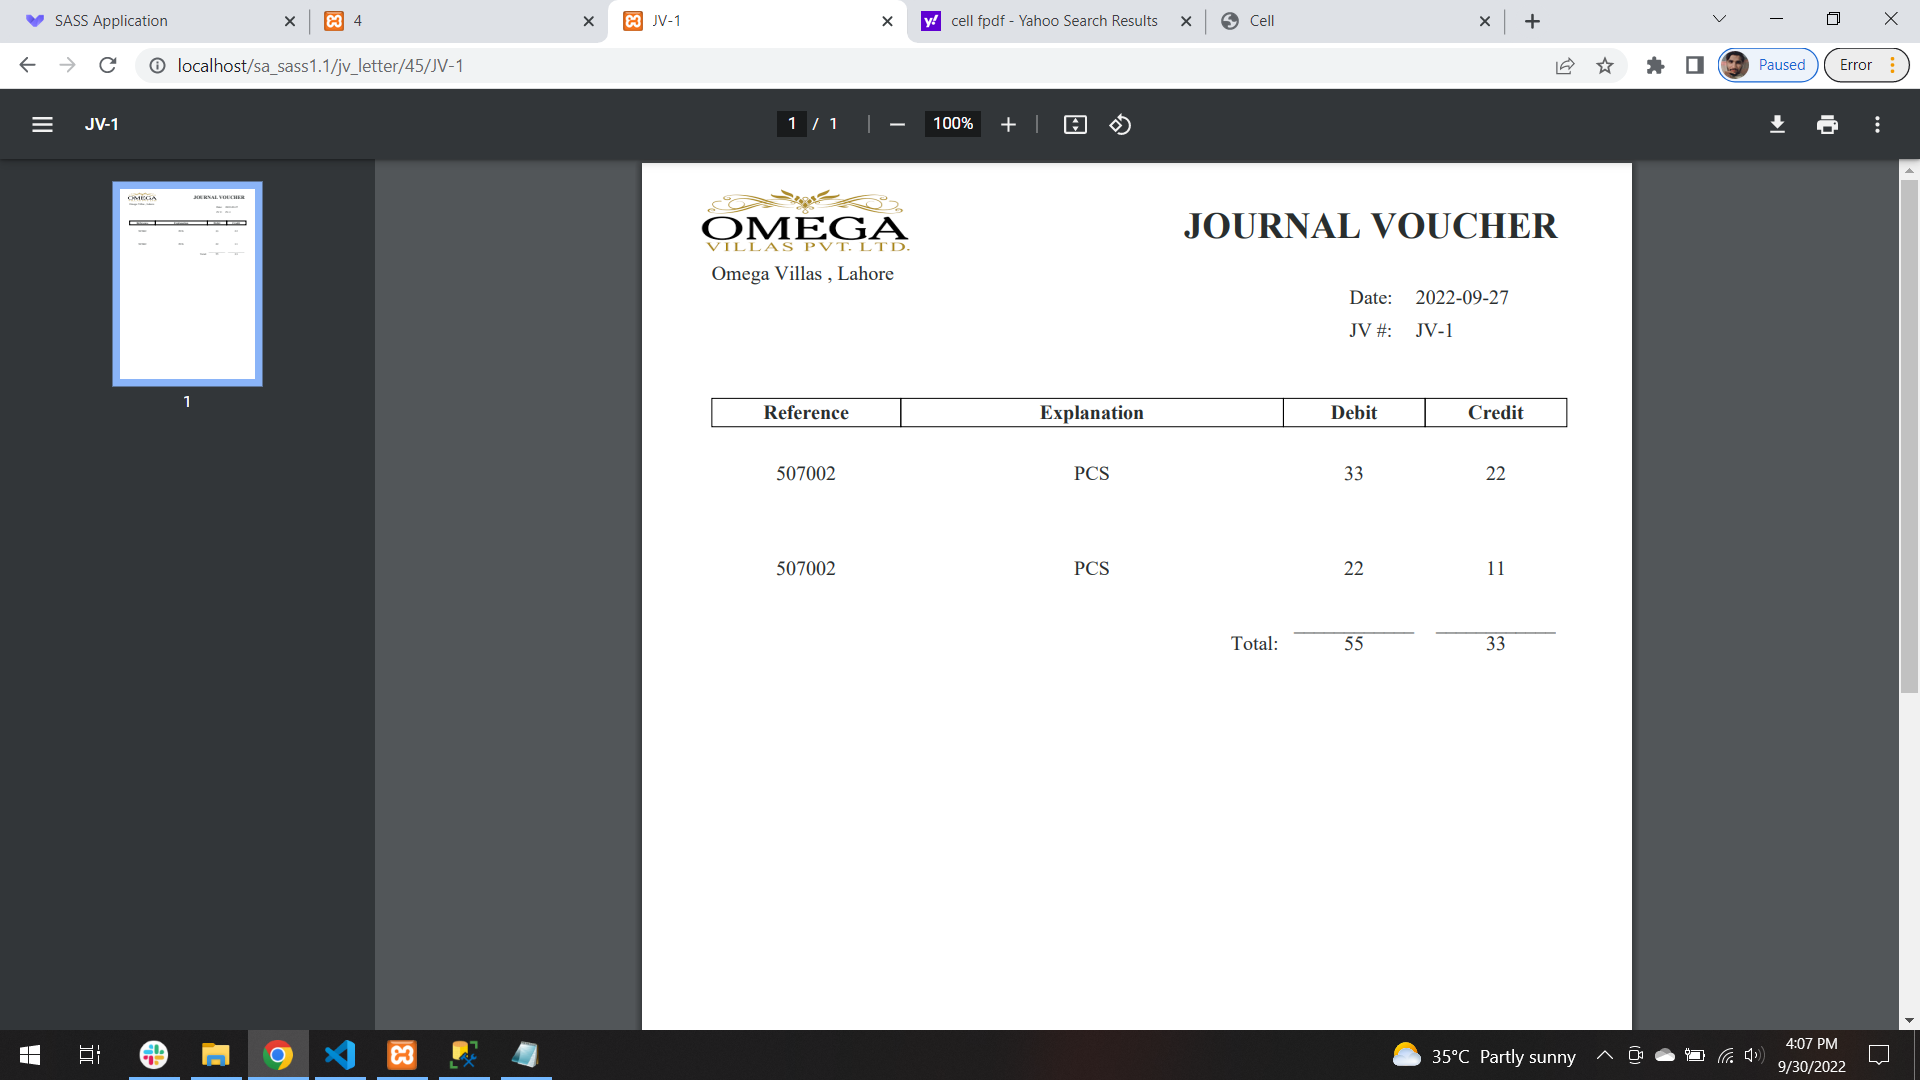 SASS Application
4
JV-1
cell fpdf - Yahoo Search Results
Cell
localhost/sa_sass1.1/jv_letter/45/JV-1
Paused
Error
JV-1
1 / 1
100%
1
OMEGA
VILLAS PVT. LTD.
JOURNAL VOUCHER
Omega Villas , Lahore
Date: 2022-09-27
JV #: JV-1
Reference Explanation Debit Credit
507002 PCS 33 22
507002 PCS 22 11
Total: 55 33
35°C Partly sunny
4:07 PM
9/30/2022